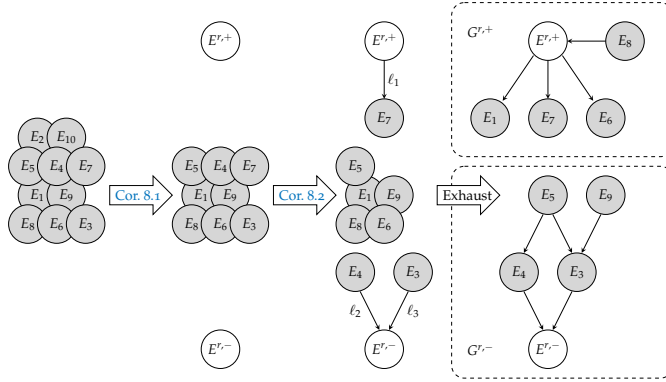 E^{r,+}
E^{r,+}
G^{r,+}
E^{r,+}
E_8
ℓ_1
E_7
E_1
E_7
E_6
E_2
E_{10}
E_5
E_4
E_7
E_1
E_9
E_8
E_6
E_3
Cor. 8.1
E_5
E_4
E_7
E_1
E_9
E_8
E_6
E_3
Cor. 8.2
E_5
E_1
E_9
E_8
E_6
Exhaust
E_5
E_9
E_4
E_3
E_4
E_3
ℓ_2
ℓ_3
E^{r,-}
E^{r,-}
G^{r,-}
E^{r,-}